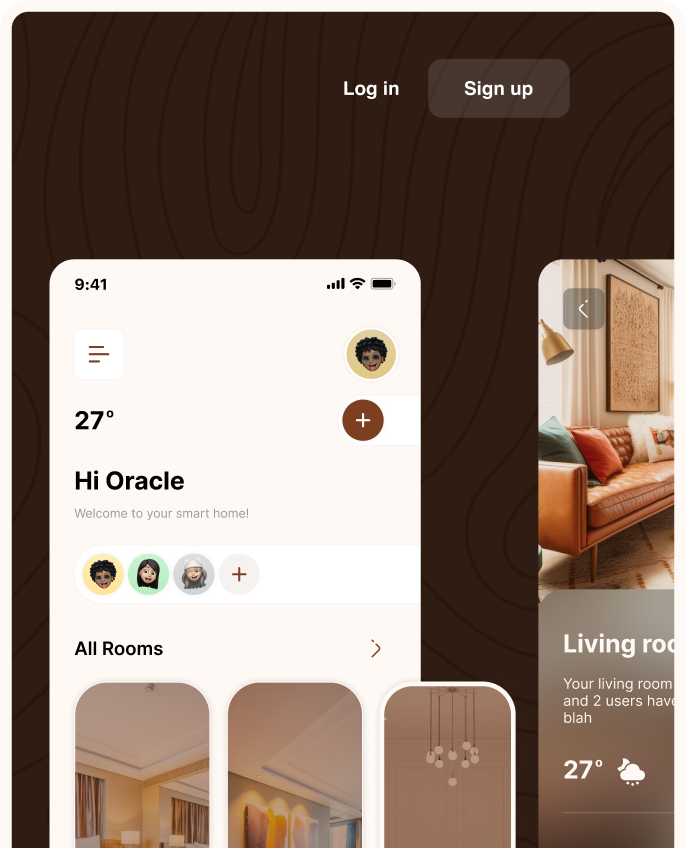 Log in
Sign up
9:41
27°
Hi Oracle
Welcome to your smart home!
All Rooms
Your living room
and 2 users have
blah
Living
27°